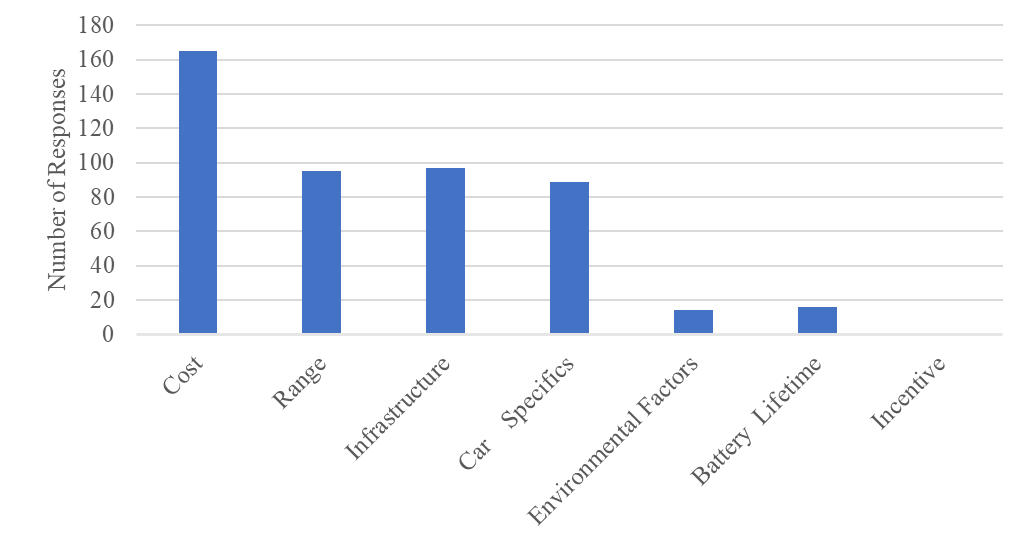 Number of Responses
180
160
140
120
100
80
60
40
20
0
Cost
Range
Infrastructure
Car Specifics
Environmental Factors
Battery Lifetime
Incentive